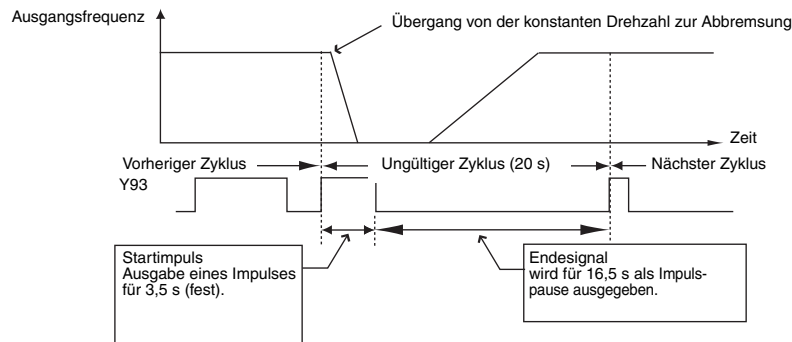 Ausgangsfrequenz
Übergang von der konstanten Drehzahl zur Abbremsung
Zeit
Vorheriger Zyklus
Ungültiger Zyklus (20 s)
Nächster Zyklus
Y93
Startimpuls
Ausgabe eines Impulses
für 3,5 s (fest).
Endesignal
wird für 16,5 s als Impuls-
pause ausgegeben.